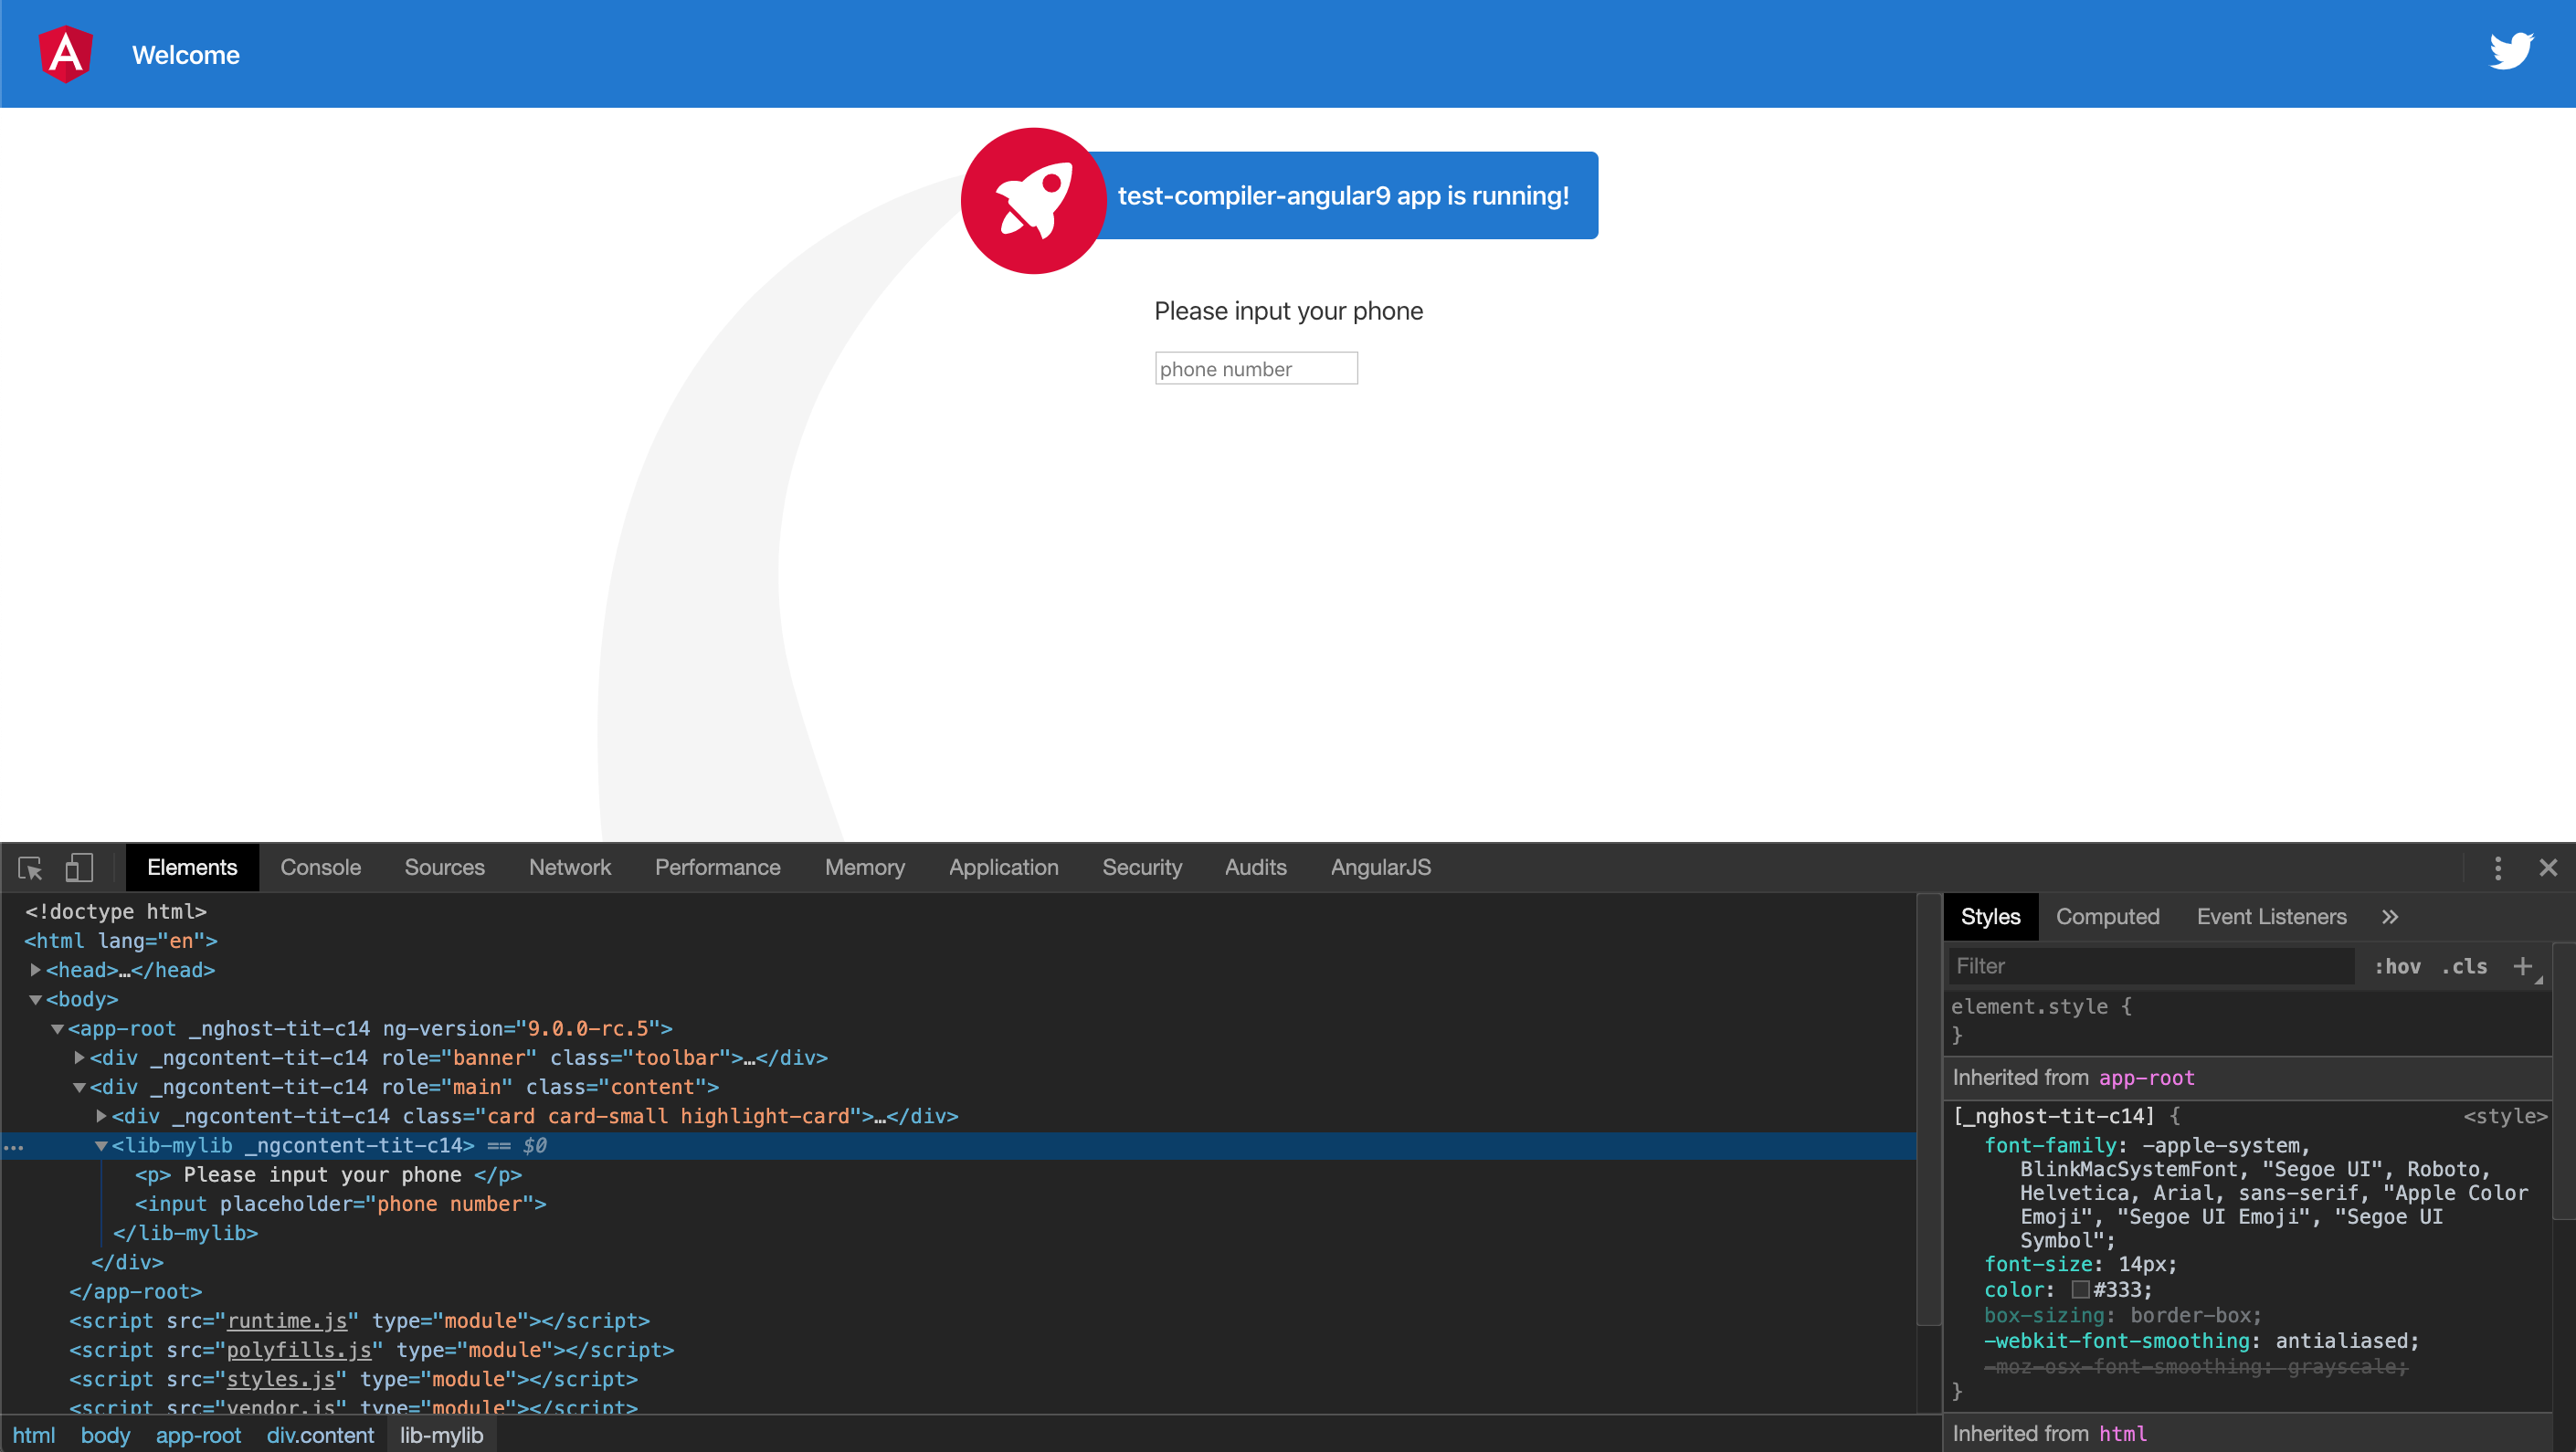 Welcome
test-compiler-angular9 app is running!
Please input your phone
phone number
Elements Console Sources Network Performance Memory Application Security Audits AngularJS
<!doctype html>
<html lang="en">
<head>…</head>
<body>
<app-root _nghost-tit-c14 ng-version="9.0.0-rc.5">
<div _ngcontent-tit-c14 role="banner" class="toolbar">…</div>
<div _ngcontent-tit-c14 role="main" class="content">
<div _ngcontent-tit-c14 class="card card-small highlight-card">…</div>
… <lib-mylib _ngcontent-tit-c14> == $0
<p> Please input your phone </p>
<input placeholder="phone number">
</lib-mylib>
</div>
</app-root>
<script src="runtime.js" type="module"></script>
<script src="polyfills.js" type="module"></script>
<script src="styles.js" type="module"></script>
<script src="vendor.js" type="module"></script>
html body app-root div.content lib-mylib
Styles Computed Event Listeners »
Filter :hov .cls +
element.style {
}
Inherited from app-root
[_nghost-tit-c14] { <style>
font-family: -apple-system,
BlinkMacSystemFont, "Segoe UI", Roboto,
Helvetica, Arial, sans-serif, "Apple Color
Emoji", "Segoe UI Emoji", "Segoe UI
Symbol";
font-size: 14px;
color: #333;
box-sizing: border-box;
-webkit-font-smoothing: antialiased;
-moz-osx-font-smoothing: grayscale;
}
Inherited from html